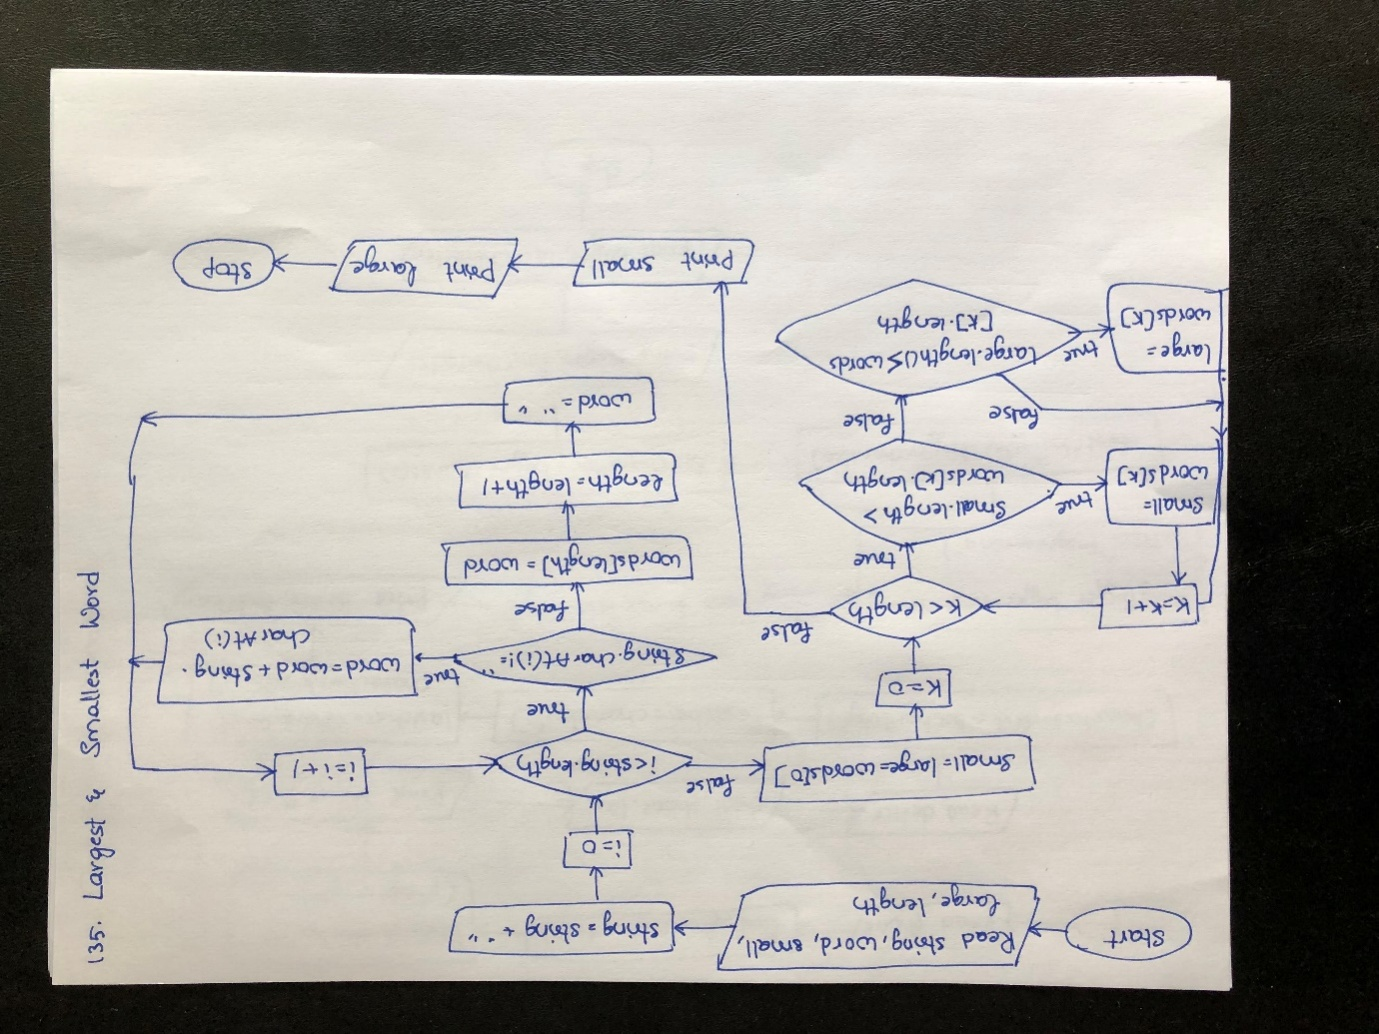 135. Largest & Smallest Word
Start
Read string, word, small,
large, length
string = string + " "
i=0
i<string.length
true
false
string.charAt(i)!=" "
true
false
word=word + string.
charAt(i)
i=i+1
words[length] = word
length=length+1
word = " "
small=large=words[0]
k=0
k<length
true
false
small.length >
words[k].length
true
false
small=
words[k]
k=k+1
large.length()< words
[k].length
true
false
large =
words[k]
print small
print large
stop